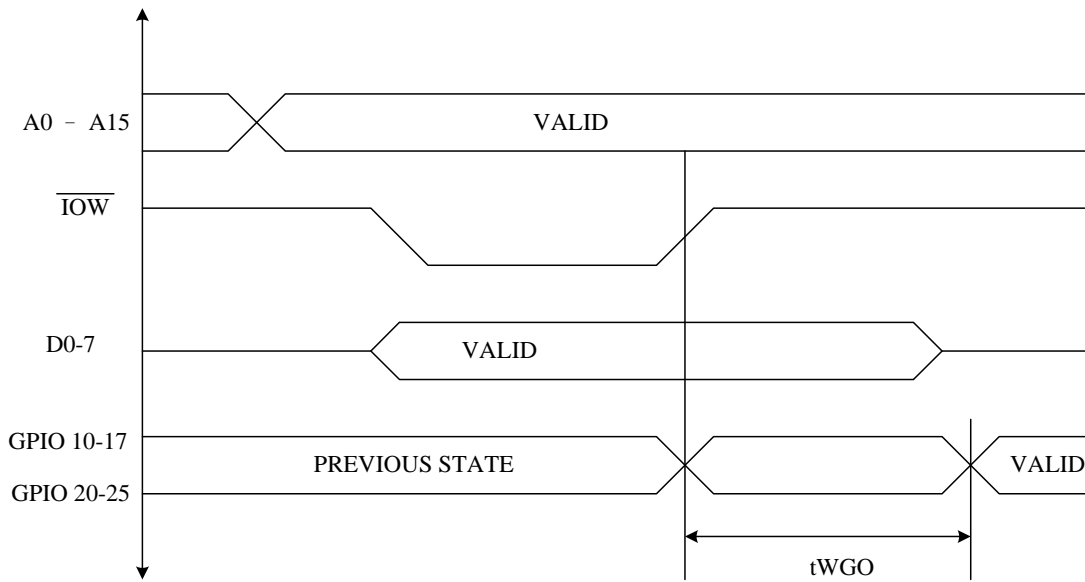 A0 - A15
VALID
IOW
D0-7
VALID
GPIO 10-17
PREVIOUS STATE
VALID
GPIO 20-25
tWGO